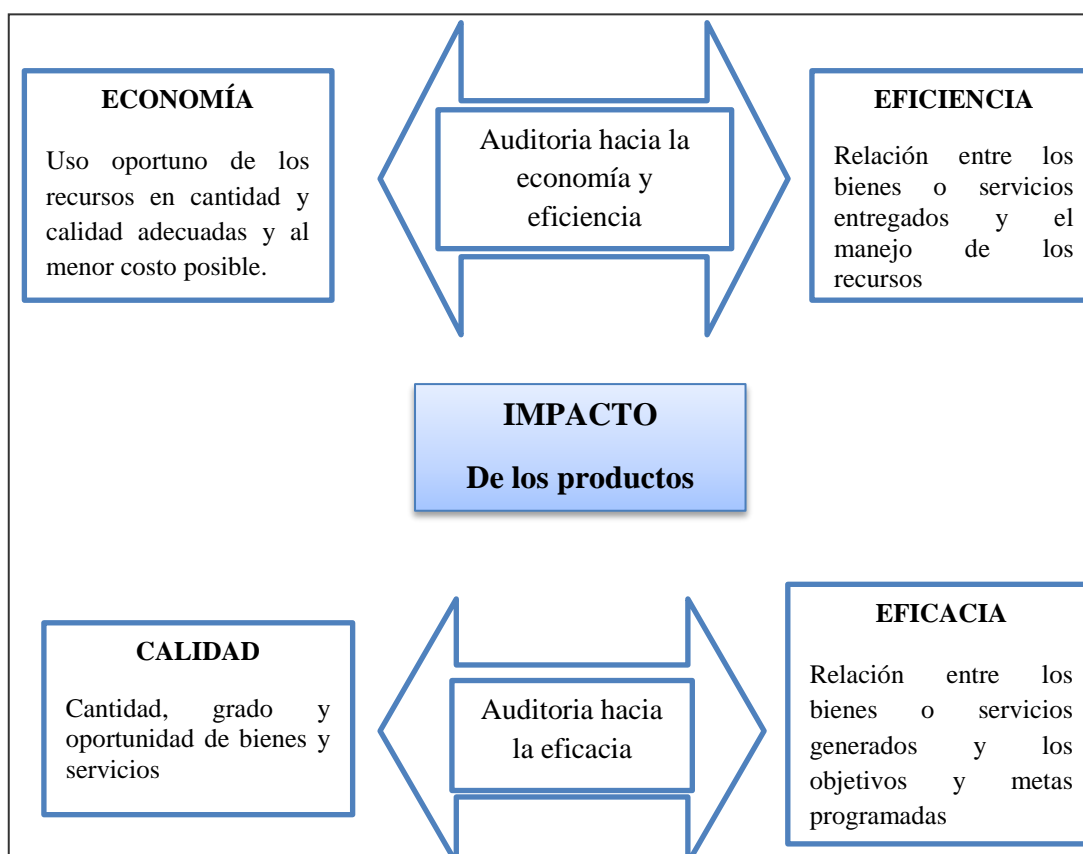 ECONOMÍA
Uso oportuno de los
recursos en cantidad y
calidad adecuadas y al
menor costo posible.
Auditoria hacia la
economía y
eficiencia
EFICIENCIA
Relación entre los
bienes o servicios
entregados y el
manejo de los
recursos
IMPACTO
De los productos
CALIDAD
Cantidad, grado y
oportunidad de bienes y
servicios
Auditoria hacia
la eficacia
EFICACIA
Relación entre los
bienes o servicios
generados y los
objetivos y metas
programadas